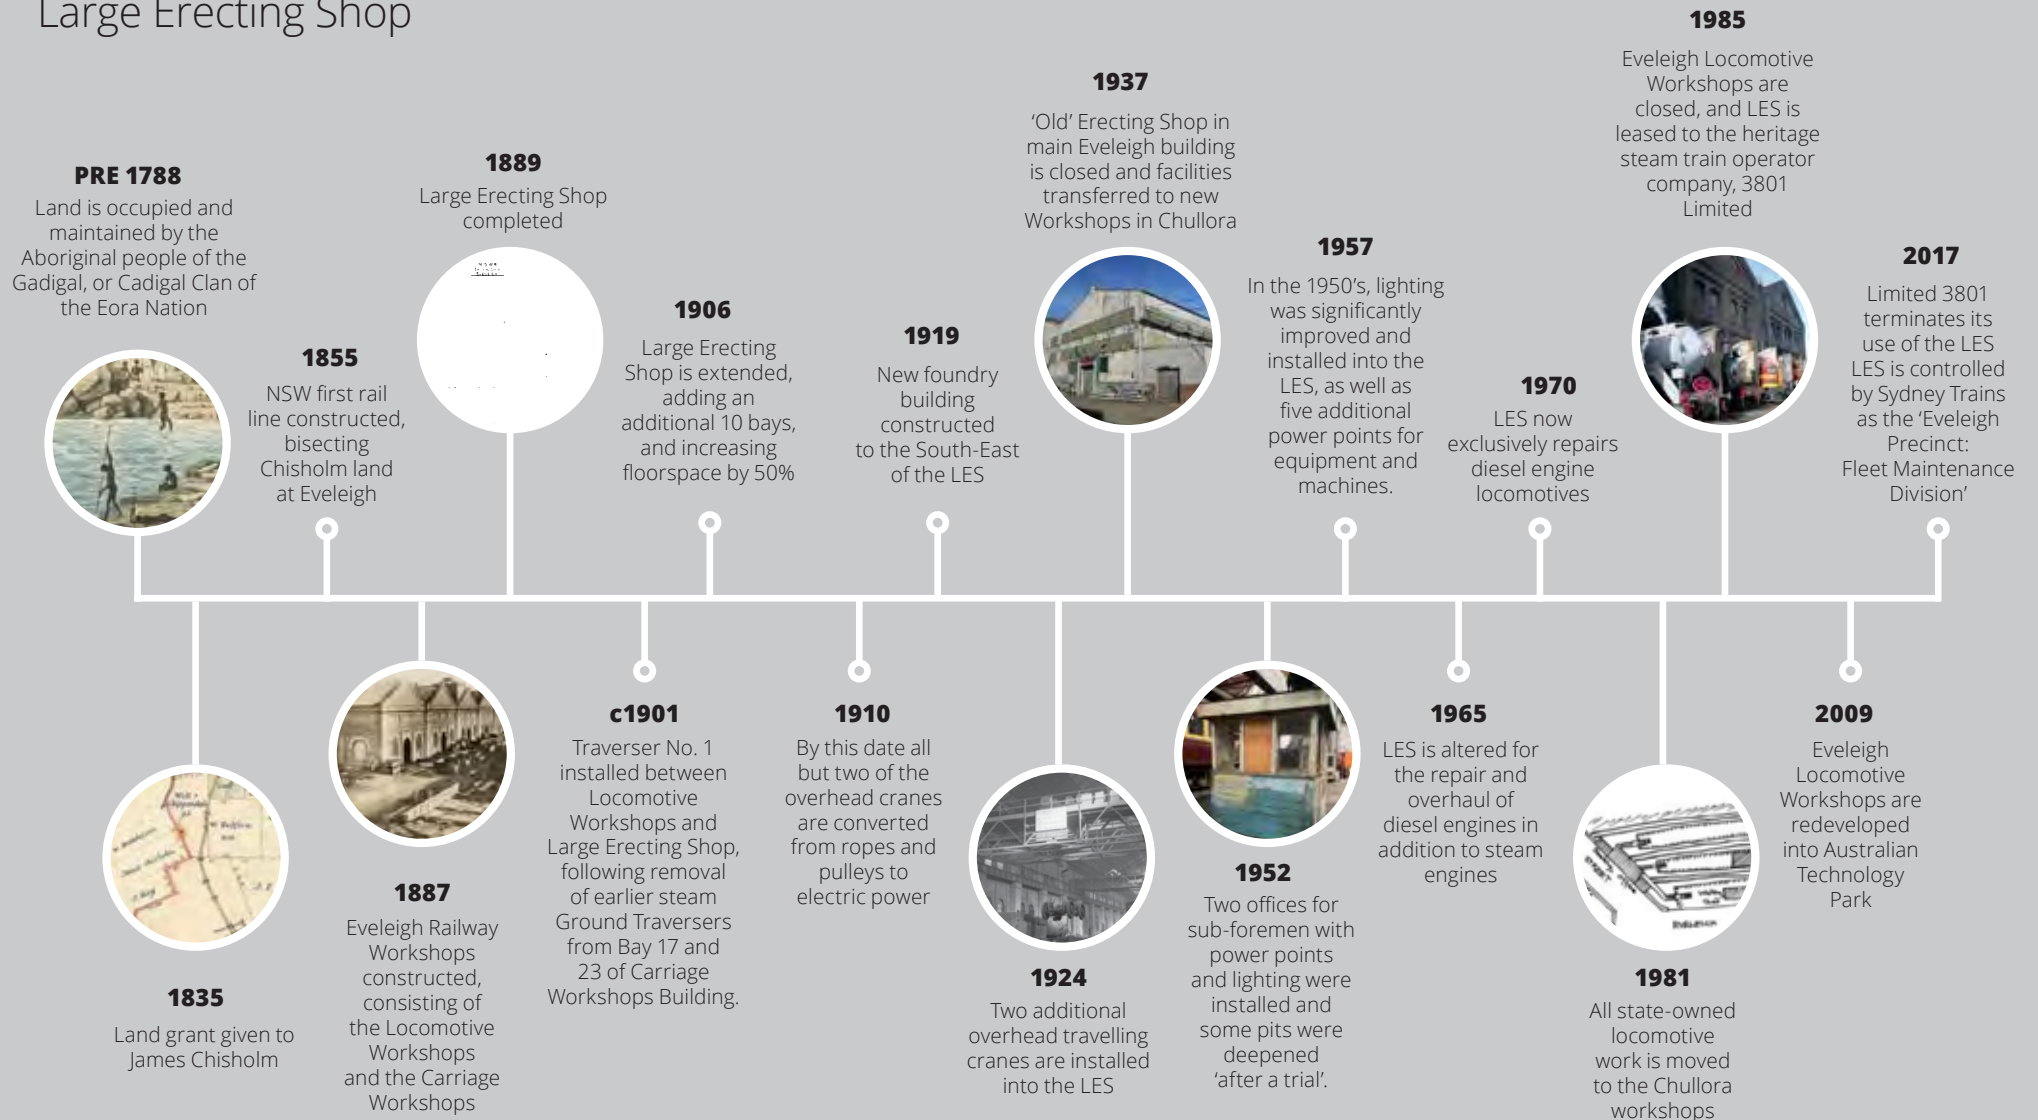 Large Erecting Shop
PRE 1788
Land is occupied and
maintained by the
Aboriginal people of the
Gadigal, or Cadigal Clan of
the Eora Nation
1835
Land grant given to
James Chisholm
1855
NSW first rail
line constructed,
bisecting
Chisholm land
at Eveleigh
1887
Eveleigh Railway
Workshops
constructed,
consisting of
the Locomotive
Workshops
and the Carriage
Workshops
1889
Large Erecting Shop
completed
c1901
Traverser No. 1
installed between
Locomotive
Workshops and
Large Erecting Shop,
following removal
of earlier steam
Ground Traversers
from Bay 17 and
23 of Carriage
Workshops Building.
1906
Large Erecting
Shop is extended,
adding an
additional 10 bays,
and increasing
floorspace by 50%
1910
By this date all
but two of the
overhead cranes
are converted
from ropes and
pulleys to
electric power
1919
New foundry
building
constructed
to the South-East
of the LES
1924
Two additional
overhead travelling
cranes are installed
into the LES
1937
‘Old’ Erecting Shop in
main Eveleigh building
is closed and facilities
transferred to new
Workshops in Chullora
1952
Two offices for
sub-foremen with
power points
and lighting were
installed and
some pits were
deepened
‘after a trial’.
1957
In the 1950’s, lighting
was significantly
improved and
installed into the
LES, as well as
five additional
power points for
equipment and
machines.
1965
LES is altered for
the repair and
overhaul of
diesel engines in
addition to steam
engines
1970
LES now
exclusively repairs
diesel engine
locomotives
1981
All state-owned
locomotive
work is moved
to the Chullora
workshops
EVELEIGH
1985
Eveleigh Locomotive
Workshops are
closed, and LES is
leased to the heritage
steam train operator
company, 3801
Limited
2009
Eveleigh
Locomotive
Workshops are
redeveloped
into Australian
Technology
Park
2017
Limited 3801
terminates its
use of the LES
LES is controlled
by Sydney Trains
as the ‘Eveleigh
Precinct:
Fleet Maintenance
Division’